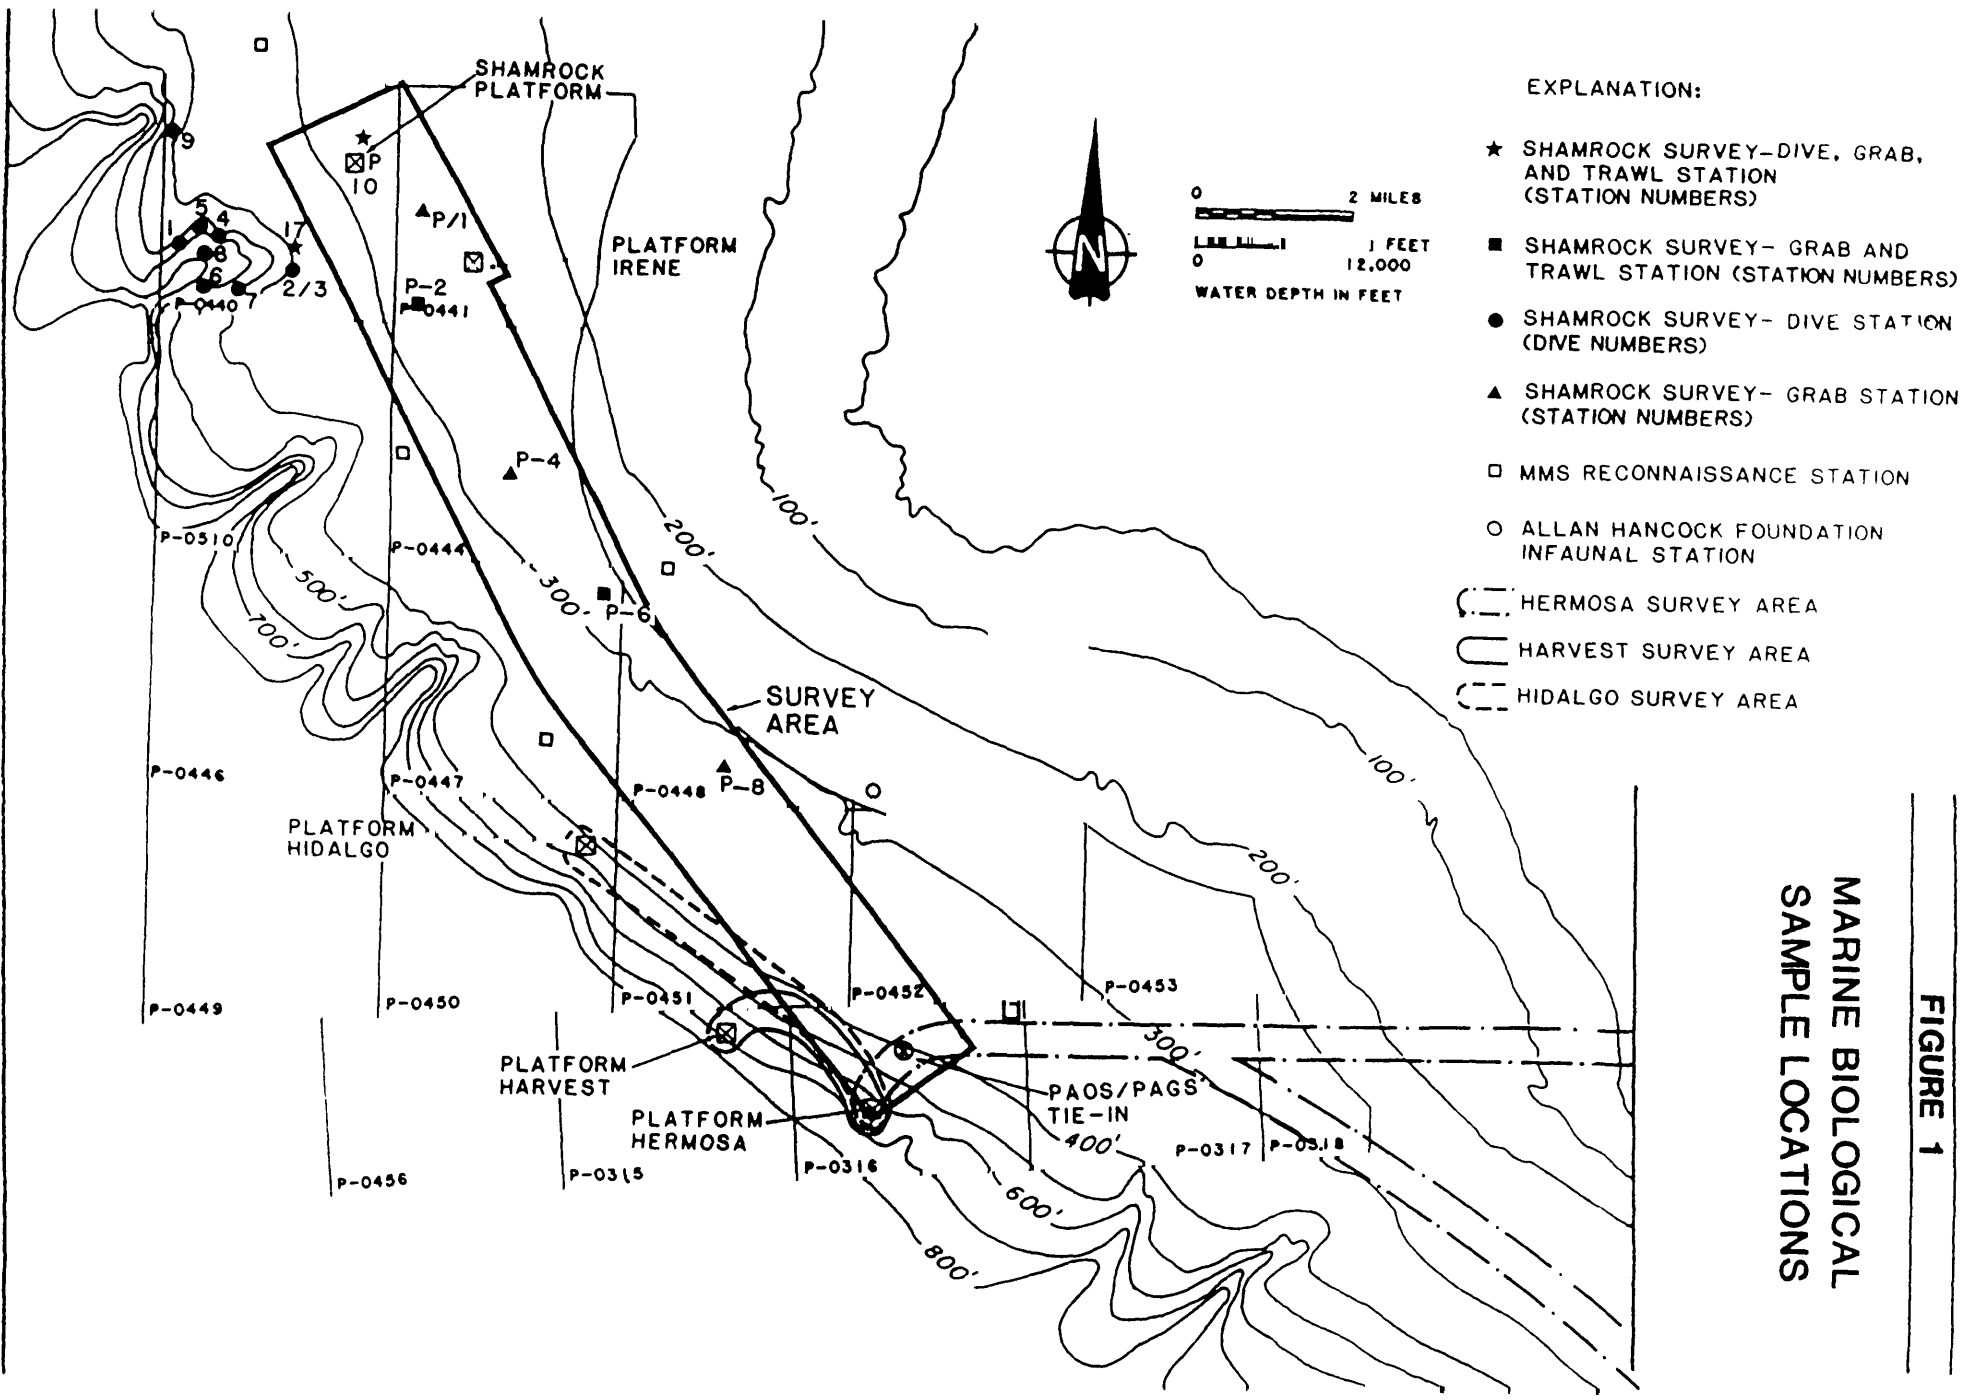 SHAMROCK
PLATFORM
9
P
10
5
4
1
17
8
6
7
2/3
P-0440
P/1
P-2
P-0441
PLATFORM
IRENE
N
0
2 MILES
1 FEET
0
12,000
WATER DEPTH IN FEET
EXPLANATION:
SHAMROCK SURVEY-DIVE, GRAB,
AND TRAWL STATION
(STATION NUMBERS)
SHAMROCK SURVEY- GRAB AND
TRAWL STATION (STATION NUMBERS)
SHAMROCK SURVEY- DIVE STATION
(DIVE NUMBERS)
SHAMROCK SURVEY- GRAB STATION
(STATION NUMBERS)
MMS RECONNAISSANCE STATION
ALLAN HANCOCK FOUNDATION
INFAUNAL STATION
HERMOSA SURVEY AREA
HARVEST SURVEY AREA
HIDALGO SURVEY AREA
P-4
100'
200'
P-0510
P-0444
300'
500'
700'
P-6
SURVEY
AREA
P-0446
P-0447
P-0448
P-8
100'
PLATFORM
HIDALGO
200'
P-0449
P-0450
P-0451
P-0452
P-0453
300'
PLATFORM
HARVEST
PLATFORM
HERMOSA
PAOS/PAGS
TIE-IN
400'
P-0317
P-0318
P-0456
P-0315
P-0316
600'
800'
FIGURE 1
MARINE BIOLOGICAL
SAMPLE LOCATIONS